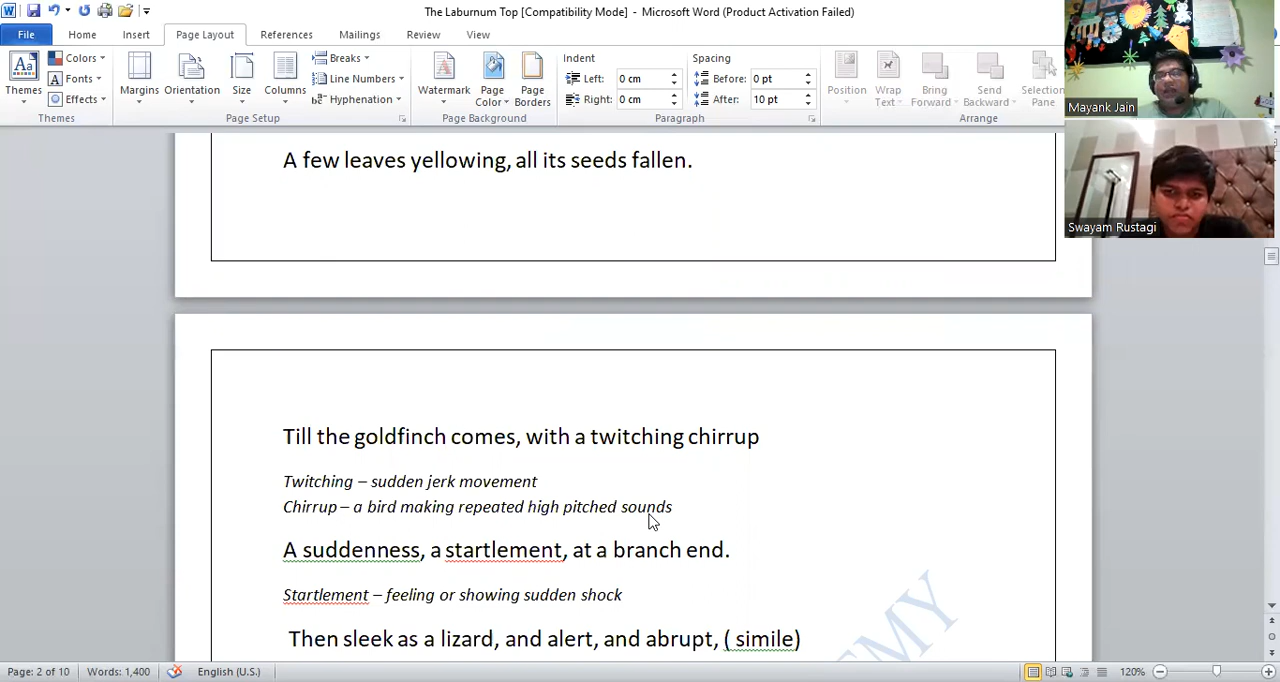 The Laburnum Top [Compatibility Mode] - Microsoft Word (Product Activation Failed)
File Home Insert Page Layout References Mailings Review View
Themes
Colors
Fonts
Effects
Themes
Margins Orientation Size Columns
Breaks
Line Numbers
Hyphenation
Page Setup
Watermark Page Color Page Borders
Page Background
Indent
Left: 0 cm
Right: 0 cm
Spacing
Before: 0 pt
After: 10 pt
Paragraph
Position Wrap Text Bring Forward Send Backward Selection Pane
Arrange
Mayank Jain
Swayam Rustagi
A few leaves yellowing, all its seeds fallen.
Till the goldfinch comes, with a twitching chirrup
Twitching – sudden jerk movement
Chirrup – a bird making repeated high pitched sounds
A suddenness, a startlement, at a branch end.
Startlement – feeling or showing sudden shock
Then sleek as a lizard, and alert, and abrupt, ( simile)
EMY
Page: 2 of 10 Words: 1,400 English (U.S.) 120%